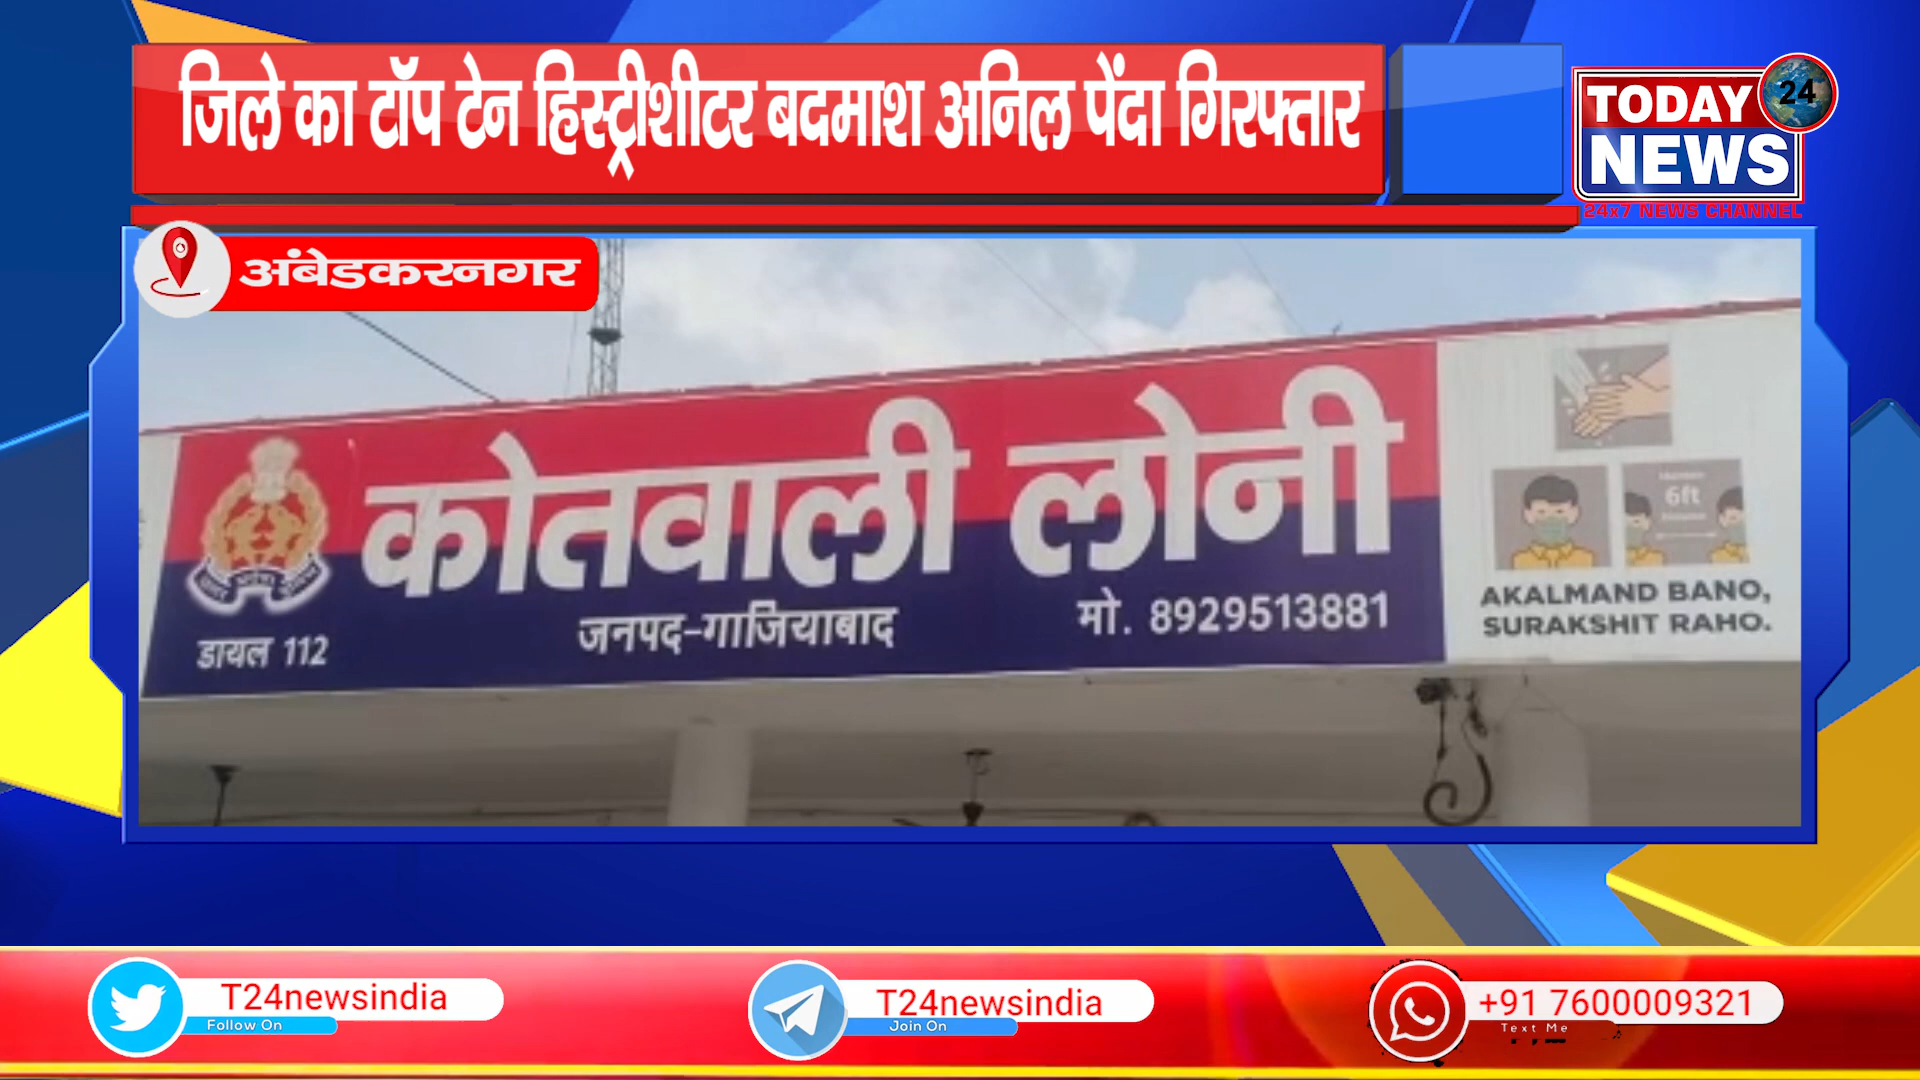 जिले का टॉप टेन हिस्ट्रीशीटर बदमाश अनिल पेंदा गिरफ्तार
TODAY
24
NEWS
24x7 NEWS CHANNEL
अंबेडकरनगर
कोतवाली लोनी
जनपद-गाजियाबाद
मो. 8929513881
डायल 112
6ft
AKALMAND BANO,
SURAKSHIT RAHO.
T24newsindia
Follow On
T24newsindia
Join On
+91 7600009321
Text Me